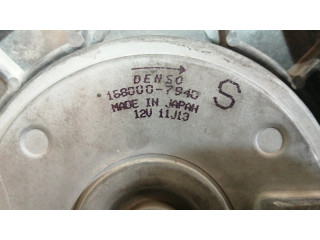 DENSO
168000-7940
MADE IN JAPAN
12V 11J13
S